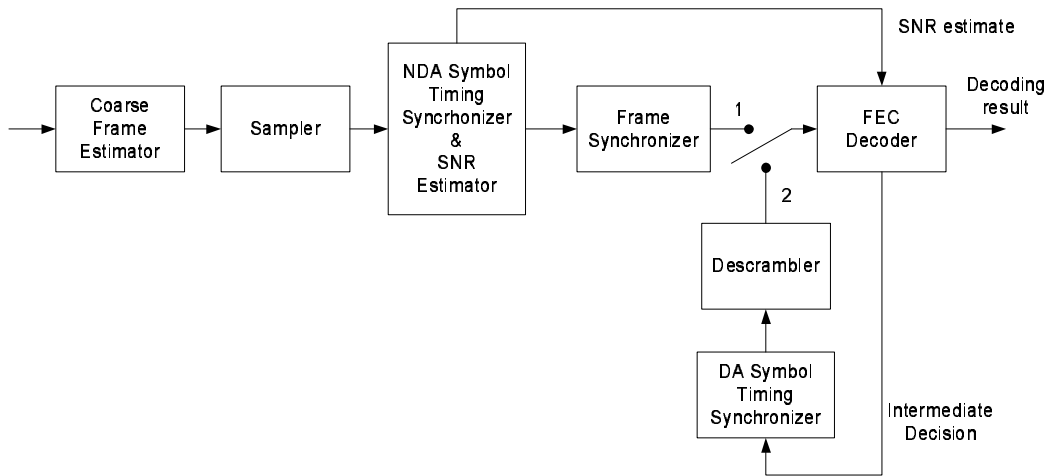 SNR estimate
Coarse
Frame
Estimator
Sampler
NDA Symbol
Timing
Syncrhonizer
&
SNR
Estimator
Frame
Synchronizer
1
2
FEC
Decoder
Decoding
result
Descrambler
DA Symbol
Timing
Synchronizer
Intermediate
Decision